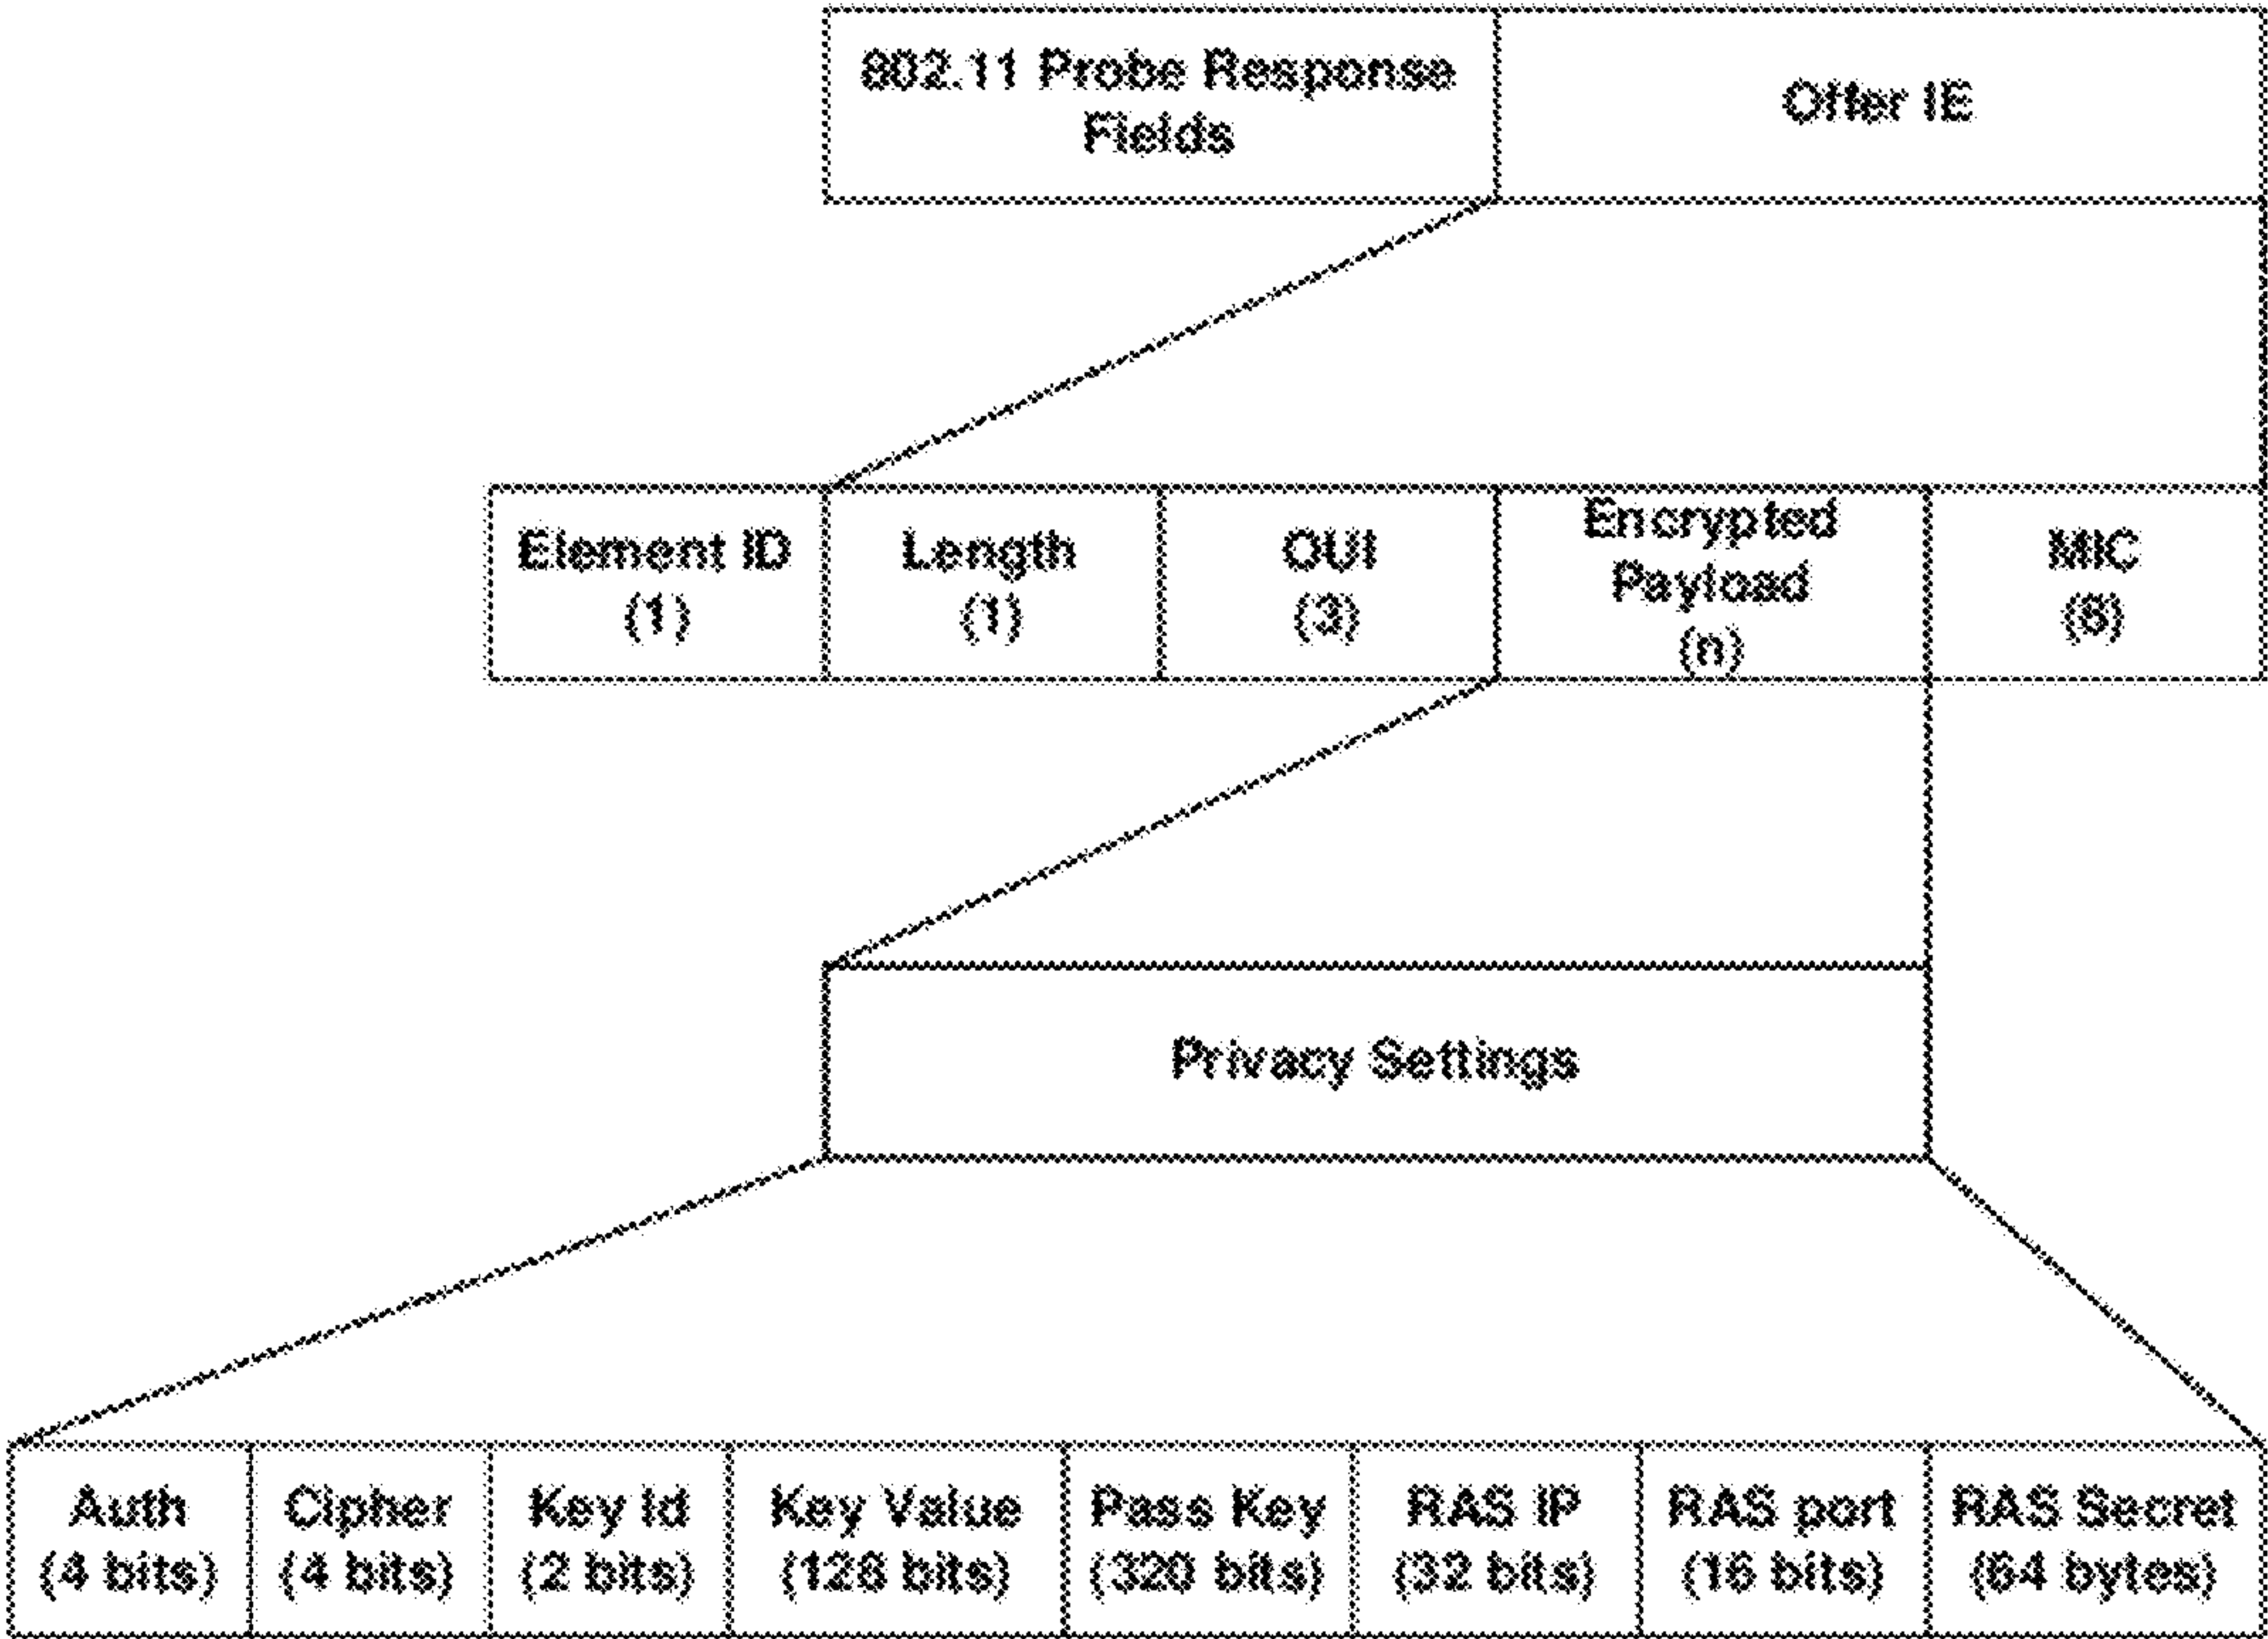 802.11 Probe Response
Fields
Offer IE
Element ID
(1)
Length
(1)
OUI
(3)
Encrypted
Payload
(n)
MIC
(8)
Privacy Settings
Auth
(4 bits)
Cipher
(4 bits)
Key Id
(2 bits)
Key Value
(128 bits)
Pass Key
(320 bits)
RAS IP
(32 bits)
RAS port
(16 bits)
RAS Secret
(64 bytes)